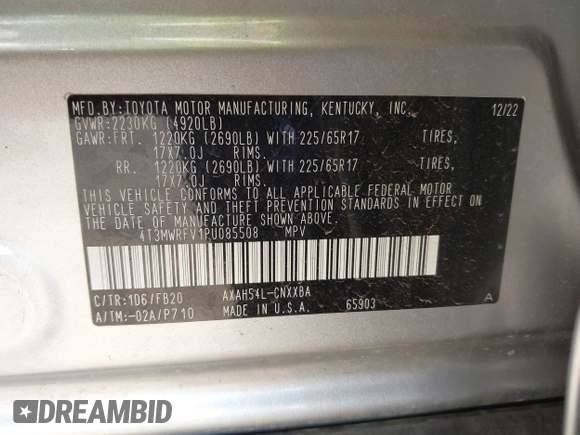 MFD.BY:TOYOTA MOTOR MANUFACTURING, KENTUCKY, INC. 12/22
GVWR:2230KG (4920LB)
GAWR:FRT. 1220KG (2690LB) WITH 225/65R17 TIRES,
17X7.0J RIMS.
RR. 1220KG (2690LB) WITH 225/65R17 TIRES,
17X7.0J RIMS.
THIS VEHICLE CONFORMS TO ALL APPLICABLE FEDERAL MOTOR
VEHICLE SAFETY AND THEFT PREVENTION STANDARDS IN EFFECT ON
THE DATE OF MANUFACTURE SHOWN ABOVE.
4T3MWRFV1PU085508 MPV
C/TR:1D6/FB20 AXAH54L-CNXXBA 65903 A
A/TM:-02A/P710 MADE IN U.S.A.
DREAMBID